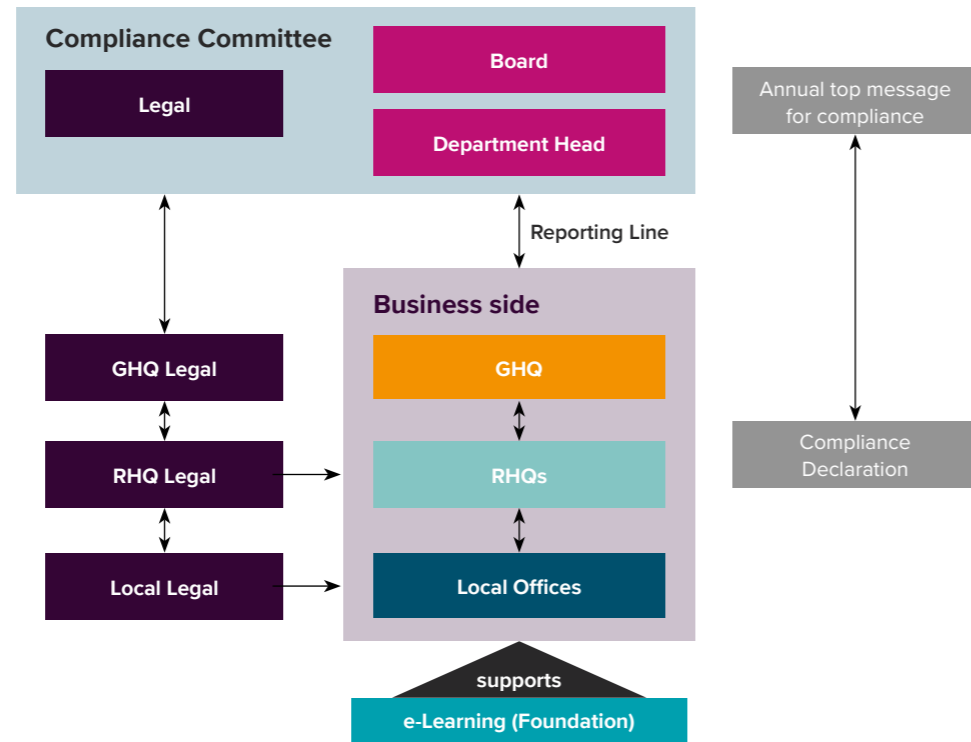 Compliance Committee
Legal
Board
Department Head
Annual top message
for compliance
Reporting Line
Business side
GHQ Legal
GHQ
RHQ Legal
RHQs
Compliance
Declaration
Local Legal
Local Offices
supports
e-Learning (Foundation)